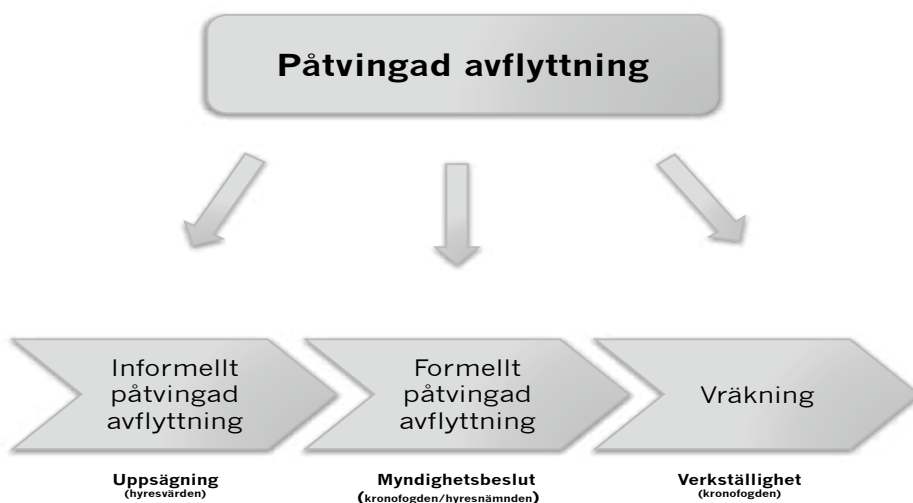 Påtvingad avflyttning
Informellt
påtvingad
avflyttning
Formellt
påtvingad
avflyttning
Vräkning
Uppsägning
(hyresvärden)
Myndighetsbeslut
(kronofogden/hyresnämnden)
Verkställighet
(kronofogden)